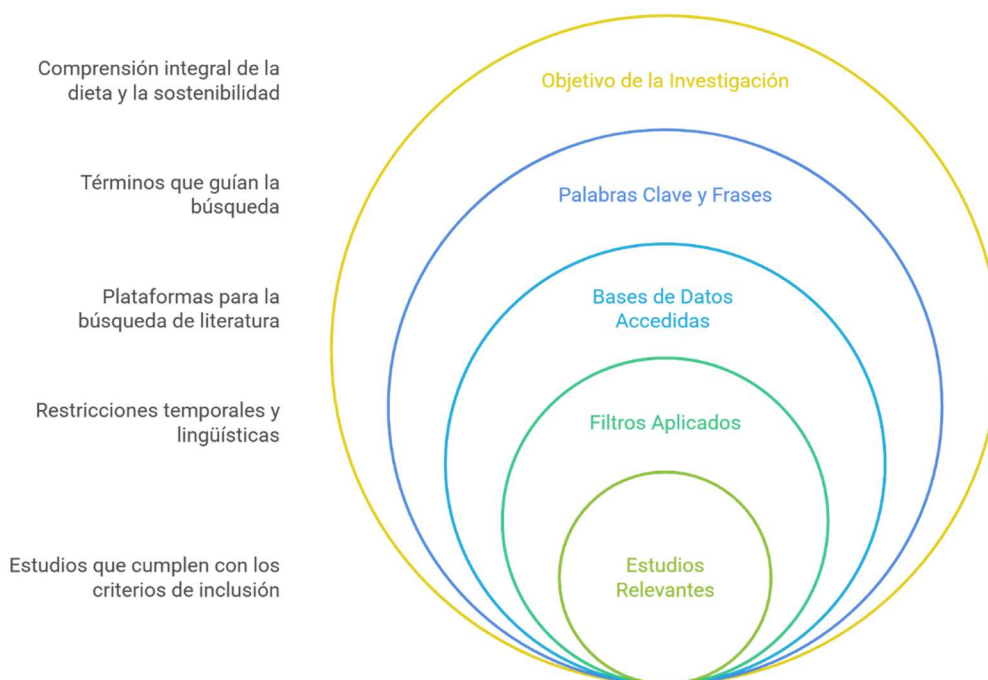 Comprensión integral de la
dieta y la sostenibilidad
Objetivo de la Investigación
Términos que guían la
búsqueda
Palabras Clave y Frases
Plataformas para la
búsqueda de literatura
Bases de Datos
Accedidas
Restricciones temporales y
lingüísticas
Filtros Aplicados
Estudios que cumplen con los
criterios de inclusión
Estudios
Relevantes